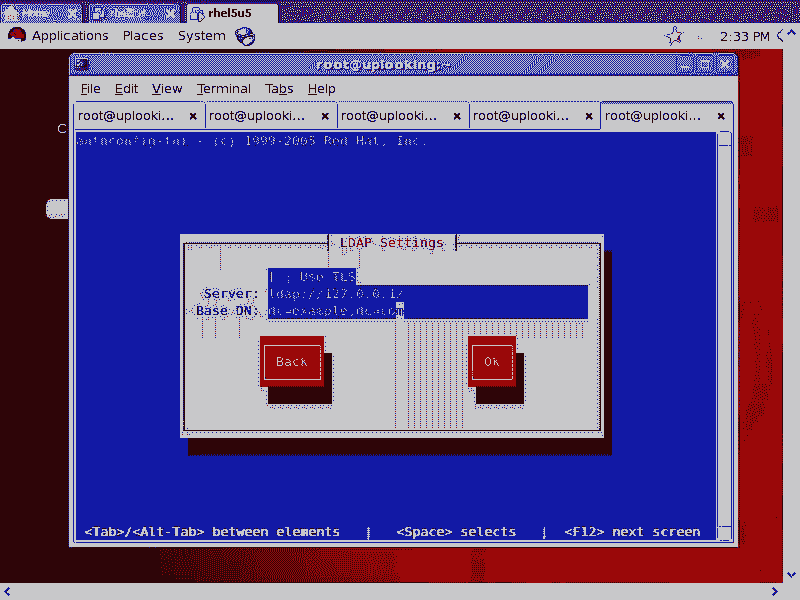 rhel5u5
Applications Places System 2:33 PM
root@uplooking:~
File Edit View Terminal Tabs Help
root@uplooki... root@uplooki... root@uplooki... root@uplooki... root@uplooki...
- (c) 1999-2005 Red Hat, Inc.
LDAP Settings
[ ] Use TLS
Server: ldap://127.0.0.1/
Base DN: dc=example,dc=com
Back Ok
<Tab>/<Alt-Tab> between elements | <Space> selects | <F12> next screen